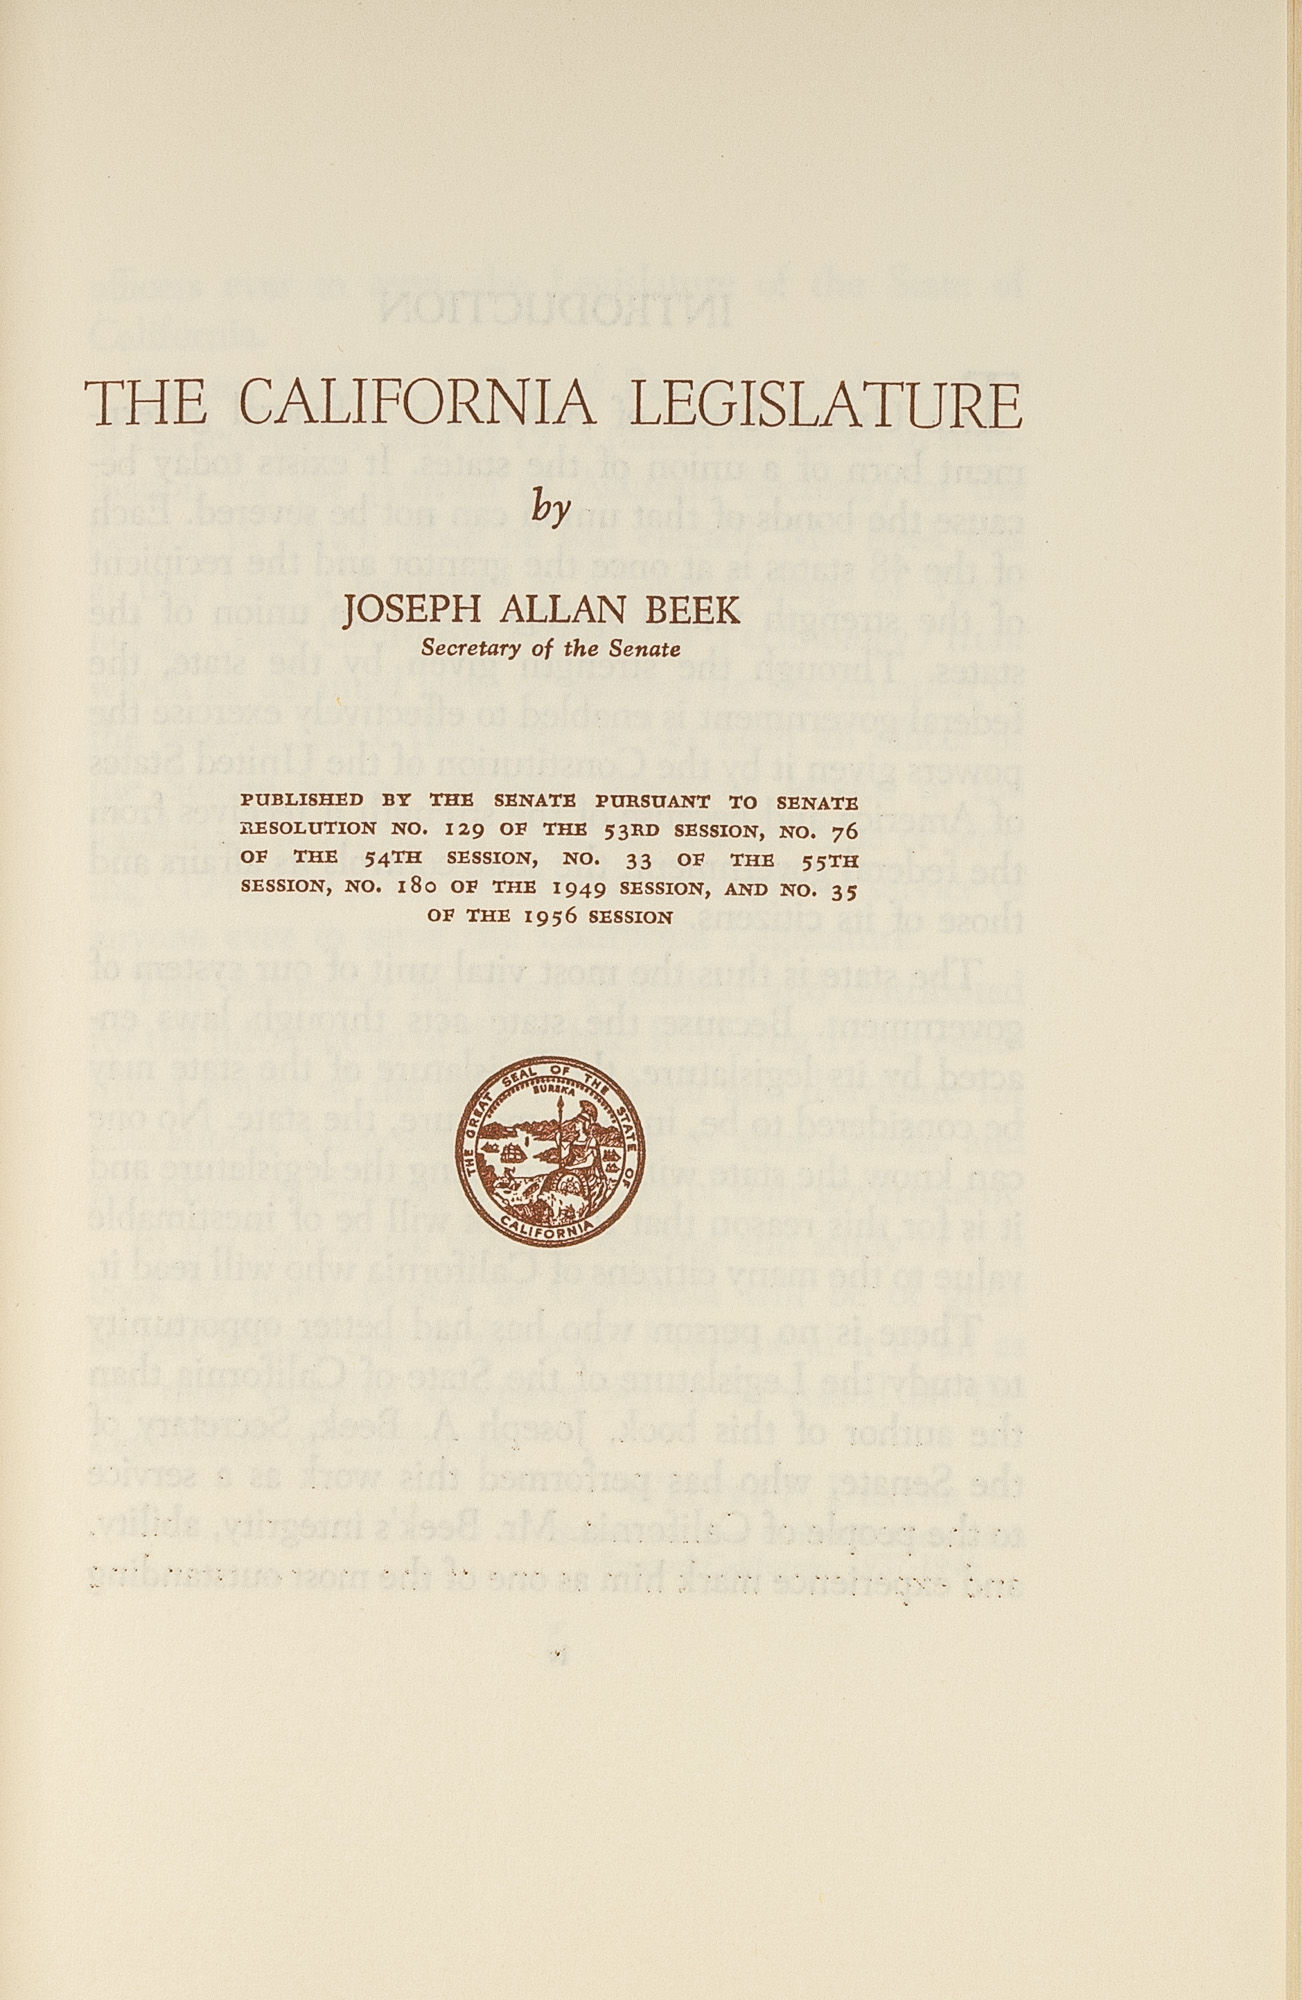 THE CALIFORNIA LEGISLATURE
by
JOSEPH ALLAN BEEK
Secretary of the Senate
PUBLISHED BY THE SENATE PURSUANT TO SENATE
RESOLUTION NO. 129 OF THE 53RD SESSION, NO. 76
OF THE 54TH SESSION, NO. 33 OF THE 55TH
SESSION, NO. 180 OF THE 1949 SESSION, AND NO. 35
OF THE 1956 SESSION
THE GREAT SEAL OF THE STATE OF
EUREKA
CALIFORNIA